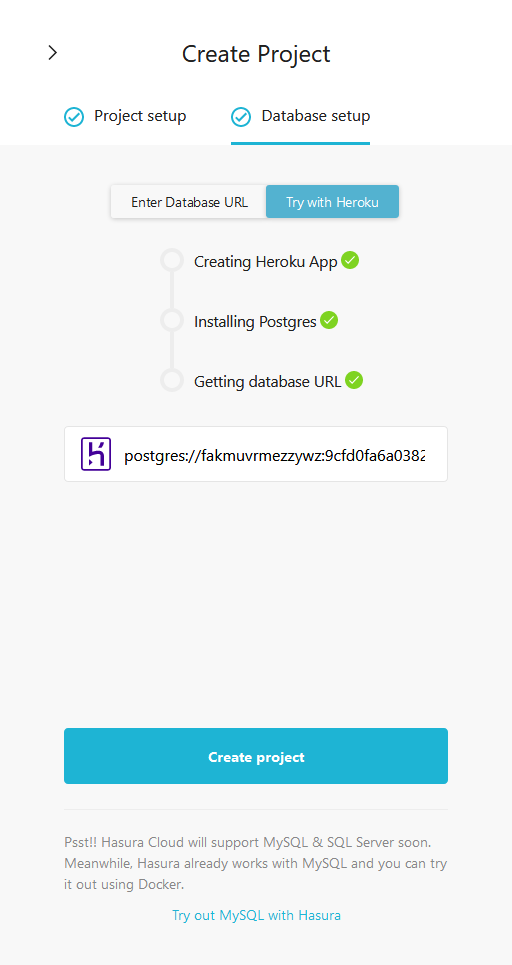 Create Project
Project setup
Database setup
Enter Database URL
Try with Heroku
Creating Heroku App
Installing Postgres
Getting database URL
postgres://fakmuvrmezzywz:9cfd0fa6a0382
Create project
Psst!! Hasura Cloud will support MySQL & SQL Server soon.
Meanwhile, Hasura already works with MySQL and you can try
it out using Docker.
Try out MySQL with Hasura